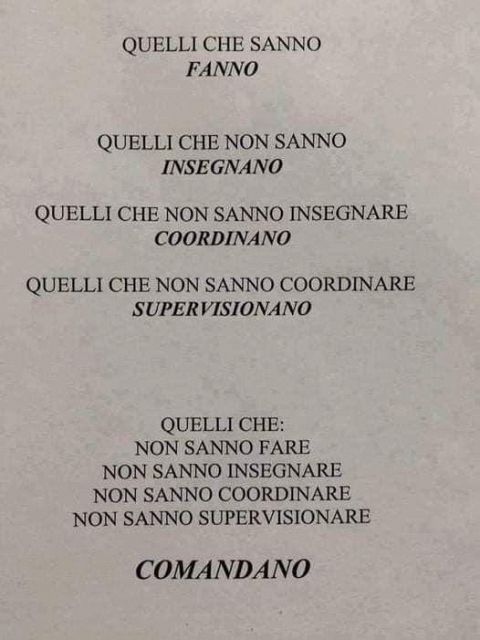 QUELLI CHE SANNO
FANNO
QUELLI CHE NON SANNO
INSEGNANO
QUELLI CHE NON SANNO INSEGNARE
COORDINANO
QUELLI CHE NON SANNO COORDINARE
SUPERVISIONANO
QUELLI CHE:
NON SANNO FARE
NON SANNO INSEGNARE
NON SANNO COORDINARE
NON SANNO SUPERVISIONARE
COMANDANO